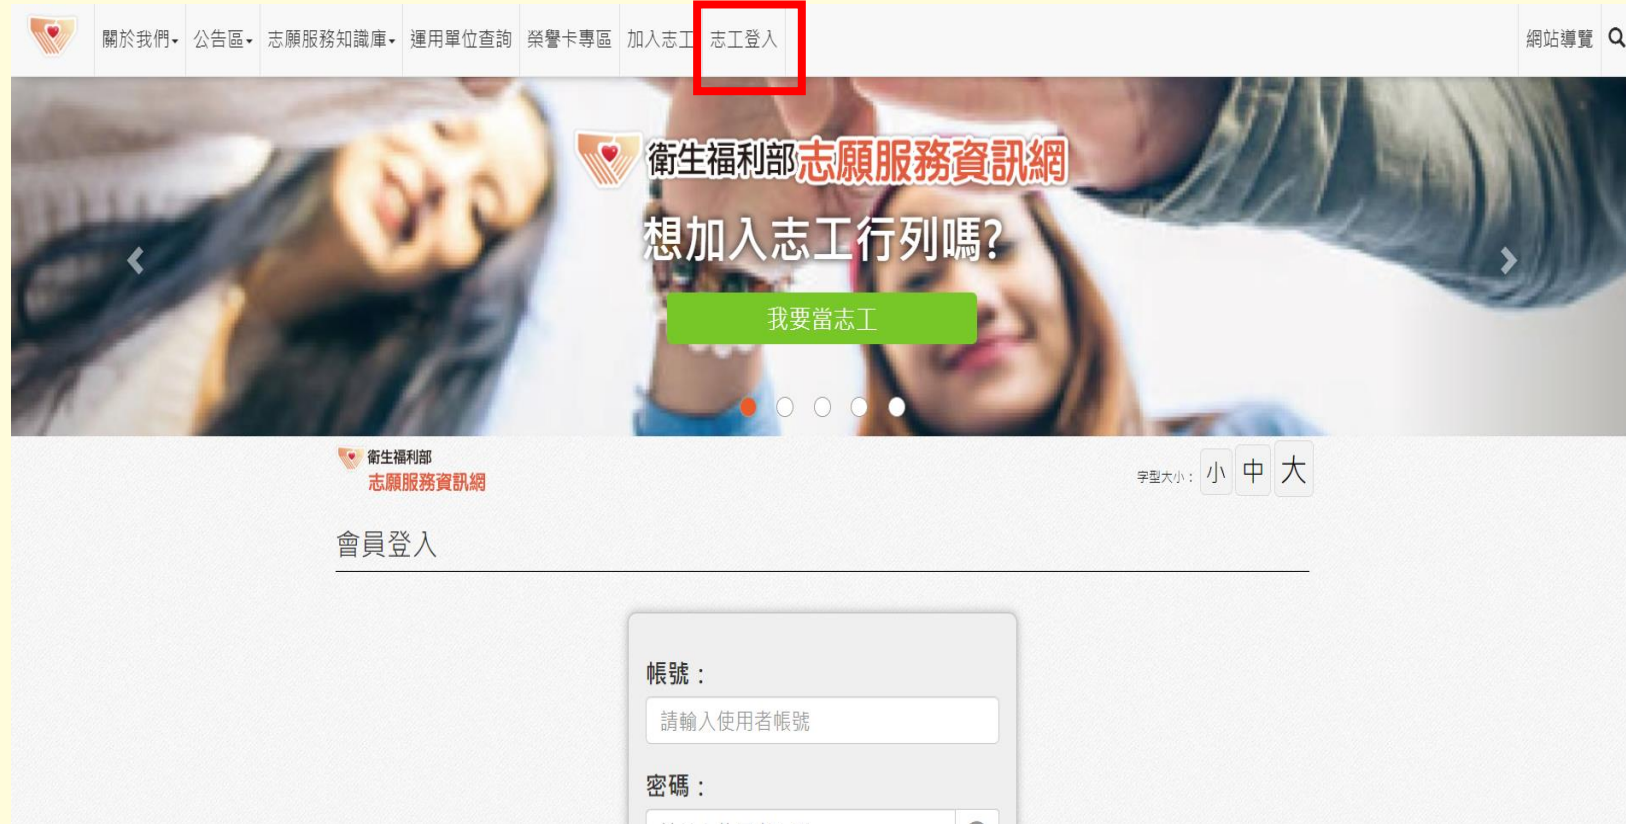 關於我們 公告區 志願服務知識庫 運用單位查詢 榮譽卡專區 加入志工 志工登入 網站導覽
衛生福利部志願服務資訊網
想加入志工行列嗎?
我要當志工
衛生福利部
志願服務資訊網
字型大小: 小 中 大
會員登入
帳號:
請輸入使用者帳號
密碼: